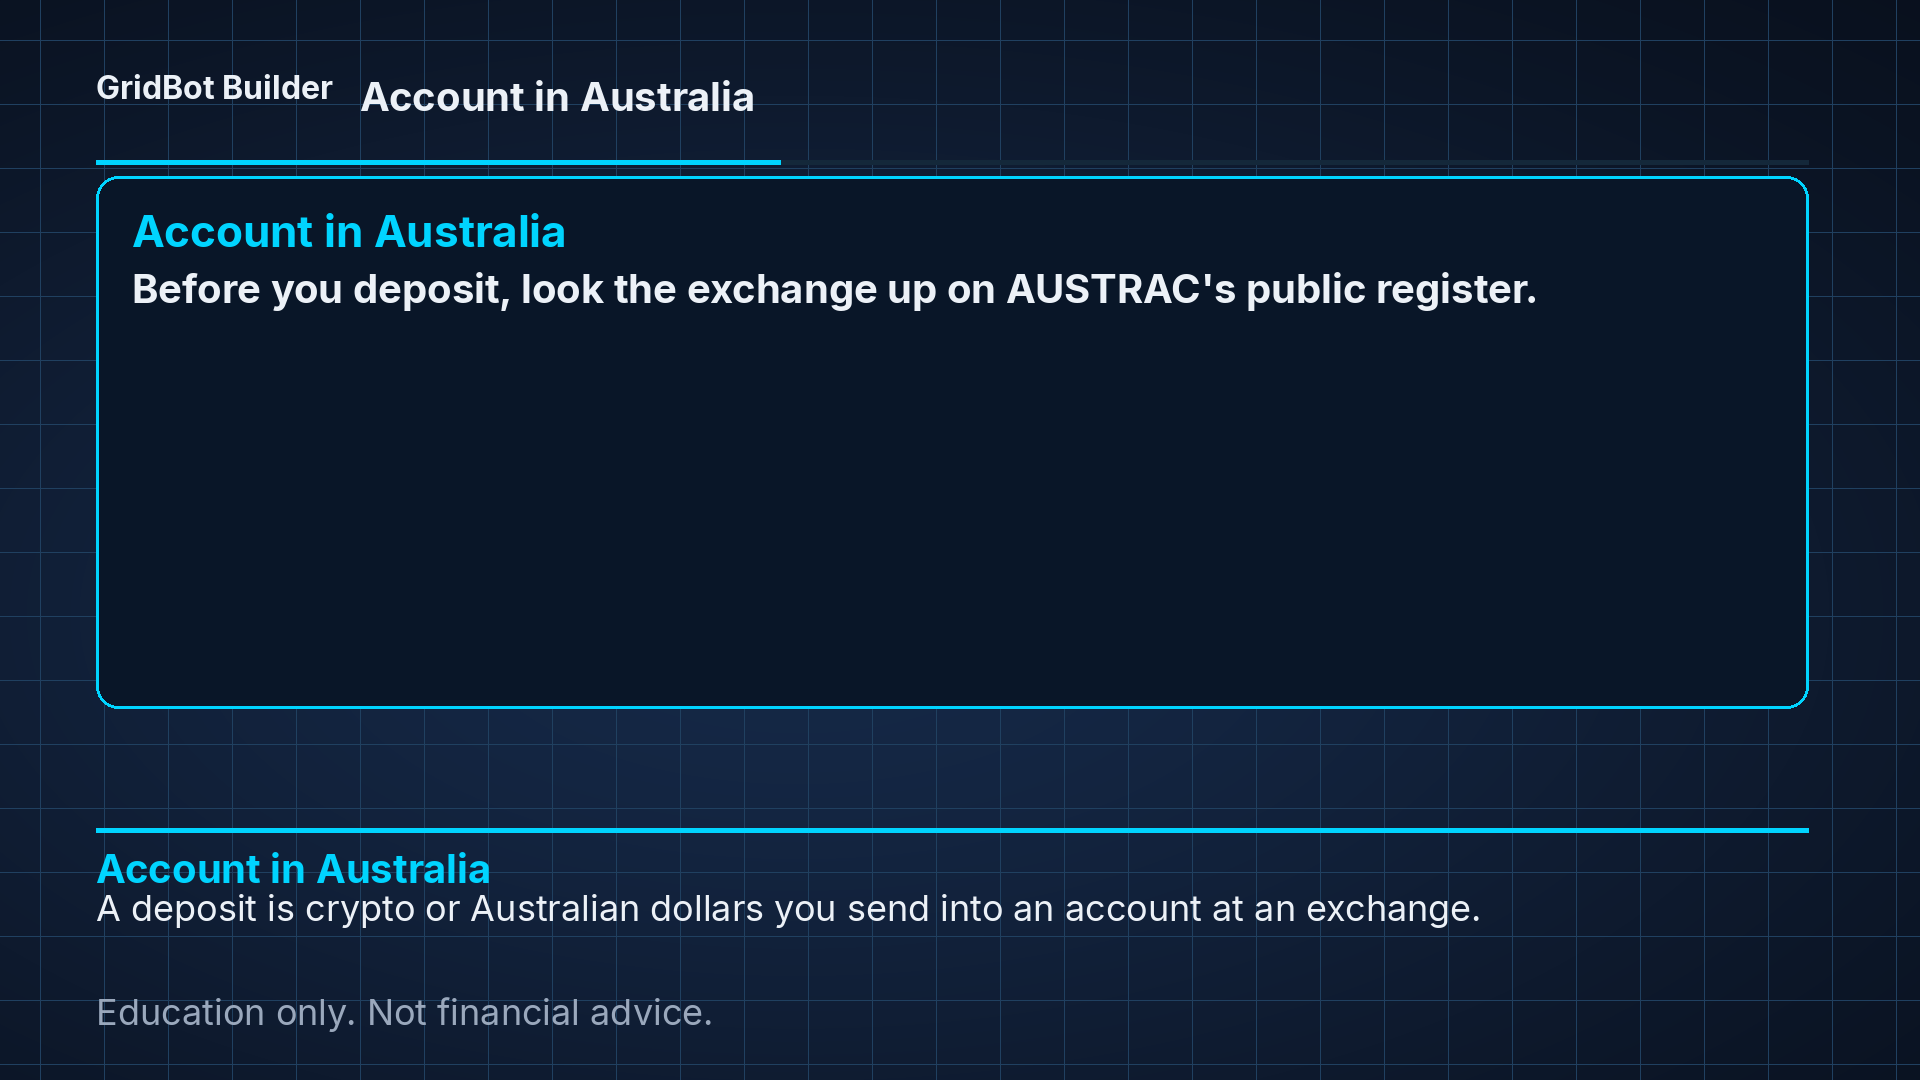 GridBot Builder
Account in Australia
Account in Australia
Before you deposit, look the exchange up on AUSTRAC's public register.
Account in Australia
A deposit is crypto or Australian dollars you send into an account at an exchange.
Education only. Not financial advice.